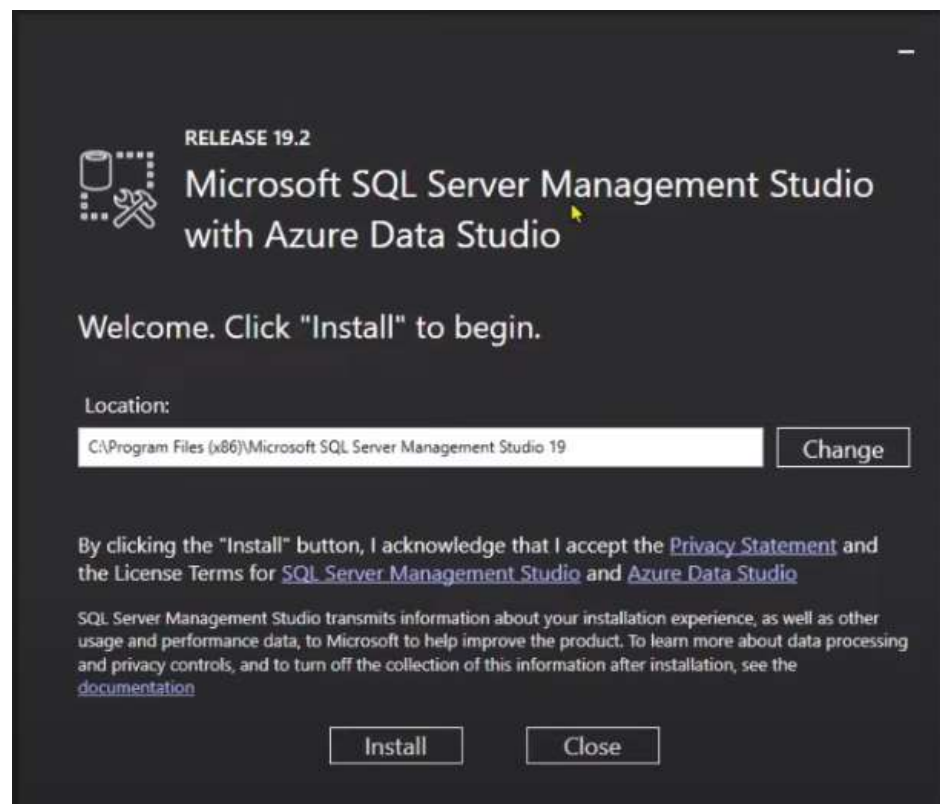 RELEASE 19.2
Microsoft SQL Server Management Studio
with Azure Data Studio
Welcome. Click "Install" to begin.
Location:
C:\Program Files (x86)\Microsoft SQL Server Management Studio 19
Change
By clicking the "Install" button, I acknowledge that I accept the Privacy Statement and
the License Terms for SQL Server Management Studio and Azure Data Studio
SQL Server Management Studio transmits information about your installation experience, as well as other
usage and performance data, to Microsoft to help improve the product. To learn more about data processing
and privacy controls, and to turn off the collection of this information after installation, see the
documentation
Install
Close